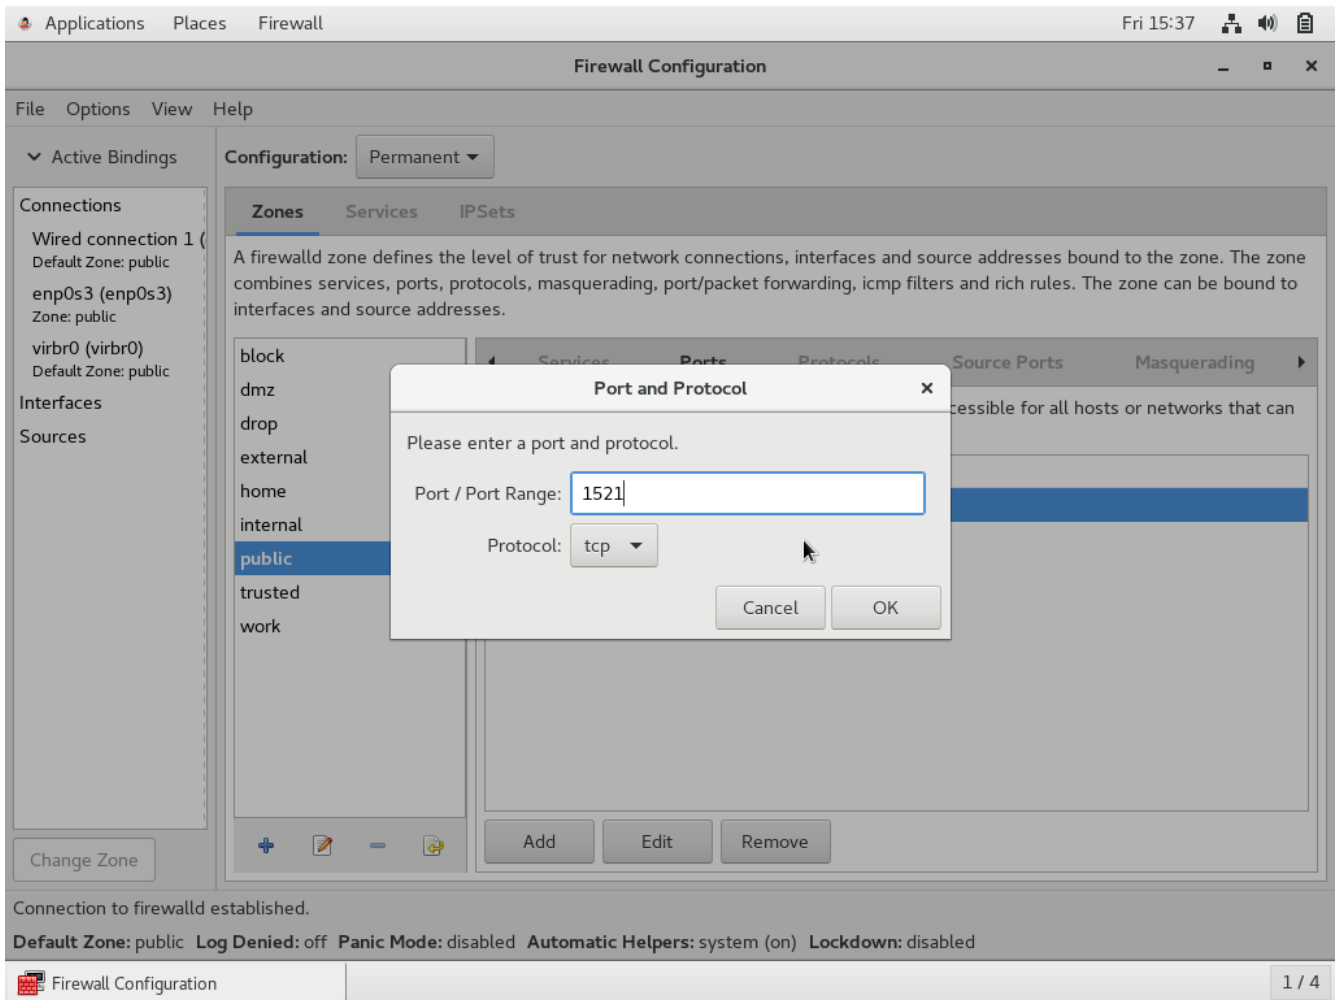 Applications Places Firewall Fri 15:37
Firewall Configuration
File Options View Help
Active Bindings
Configuration: Permanent
Connections
Wired connection 1 (
Default Zone: public
enp0s3 (enp0s3)
Zone: public
virbr0 (virbr0)
Default Zone: public
Interfaces
Sources
Change Zone
Zones Services IPSets
A firewalld zone defines the level of trust for network connections, interfaces and source addresses bound to the zone. The zone
combines services, ports, protocols, masquerading, port/packet forwarding, icmp filters and rich rules. The zone can be bound to
interfaces and source addresses.
block
dmz
drop
external
home
internal
public
trusted
work
Services Ports Protocols Source Ports Masquerading
cessible for all hosts or networks that can
Port and Protocol
Please enter a port and protocol.
Port / Port Range: 1521
Protocol: tcp
Cancel OK
Add Edit Remove
Connection to firewalld established.
Default Zone: public Log Denied: off Panic Mode: disabled Automatic Helpers: system (on) Lockdown: disabled
Firewall Configuration 1 / 4